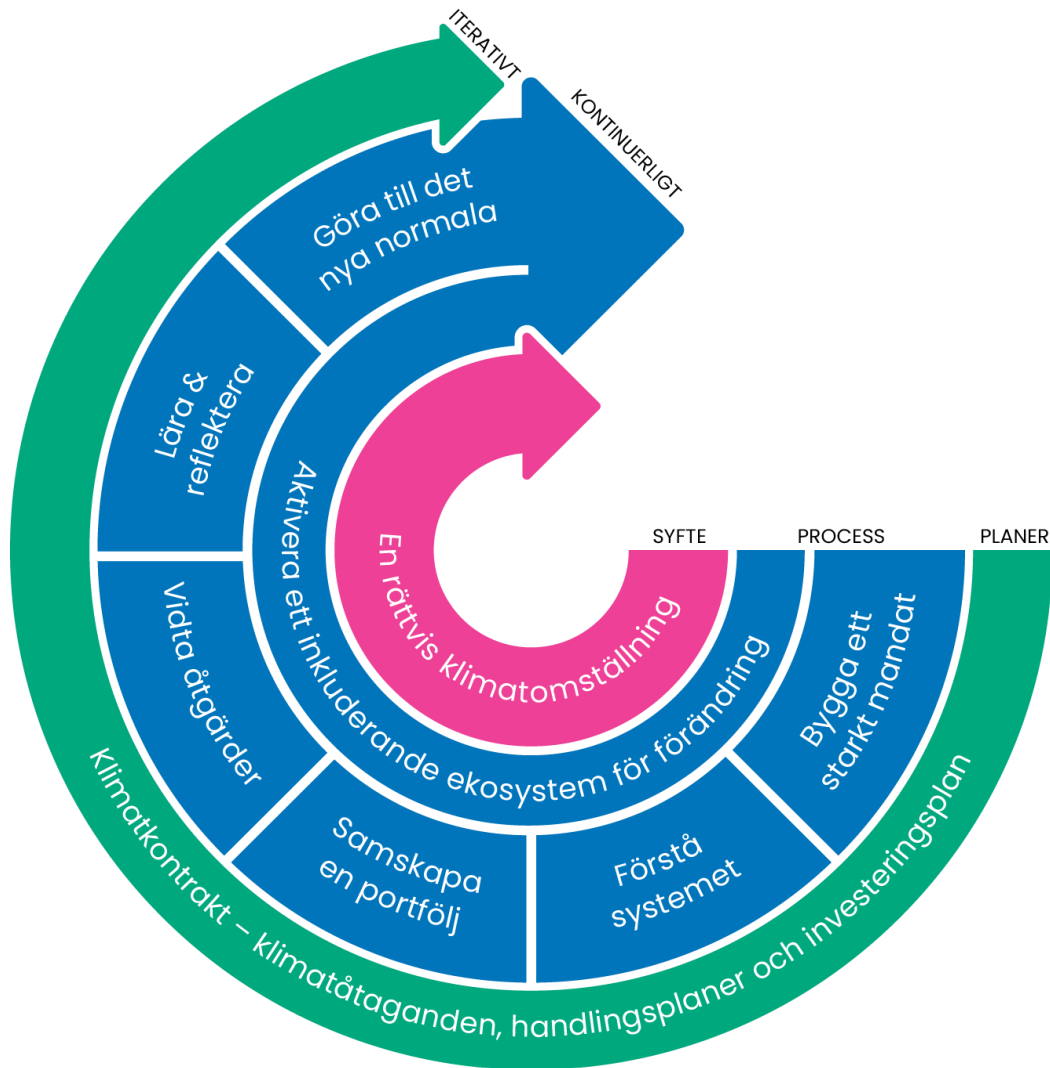 ITERATIVT
KONTINUERLIGT
SYFTE
PROCESS
PLANER
En rättvis klimatomställning
Aktivera ett inkluderande ekosystem för förändring
Bygga ett
starkt mandat
Förstå
systemet
Samskapa
en portfölj
Vidta åtgärder
Lära &
reflektera
Göra till det
nya normala
Klimatkontrakt – klimatåtaganden, handlingsplaner och investeringsplan